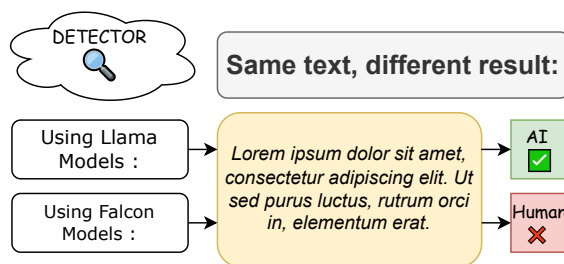 DETECTOR
Same text, different result:
Using Llama
Models :
Lorem ipsum dolor sit amet,
consectetur adipiscing elit. Ut
sed purus luctus, rutrum orci
in, elementum erat.
AI
Using Falcon
Models :
Human